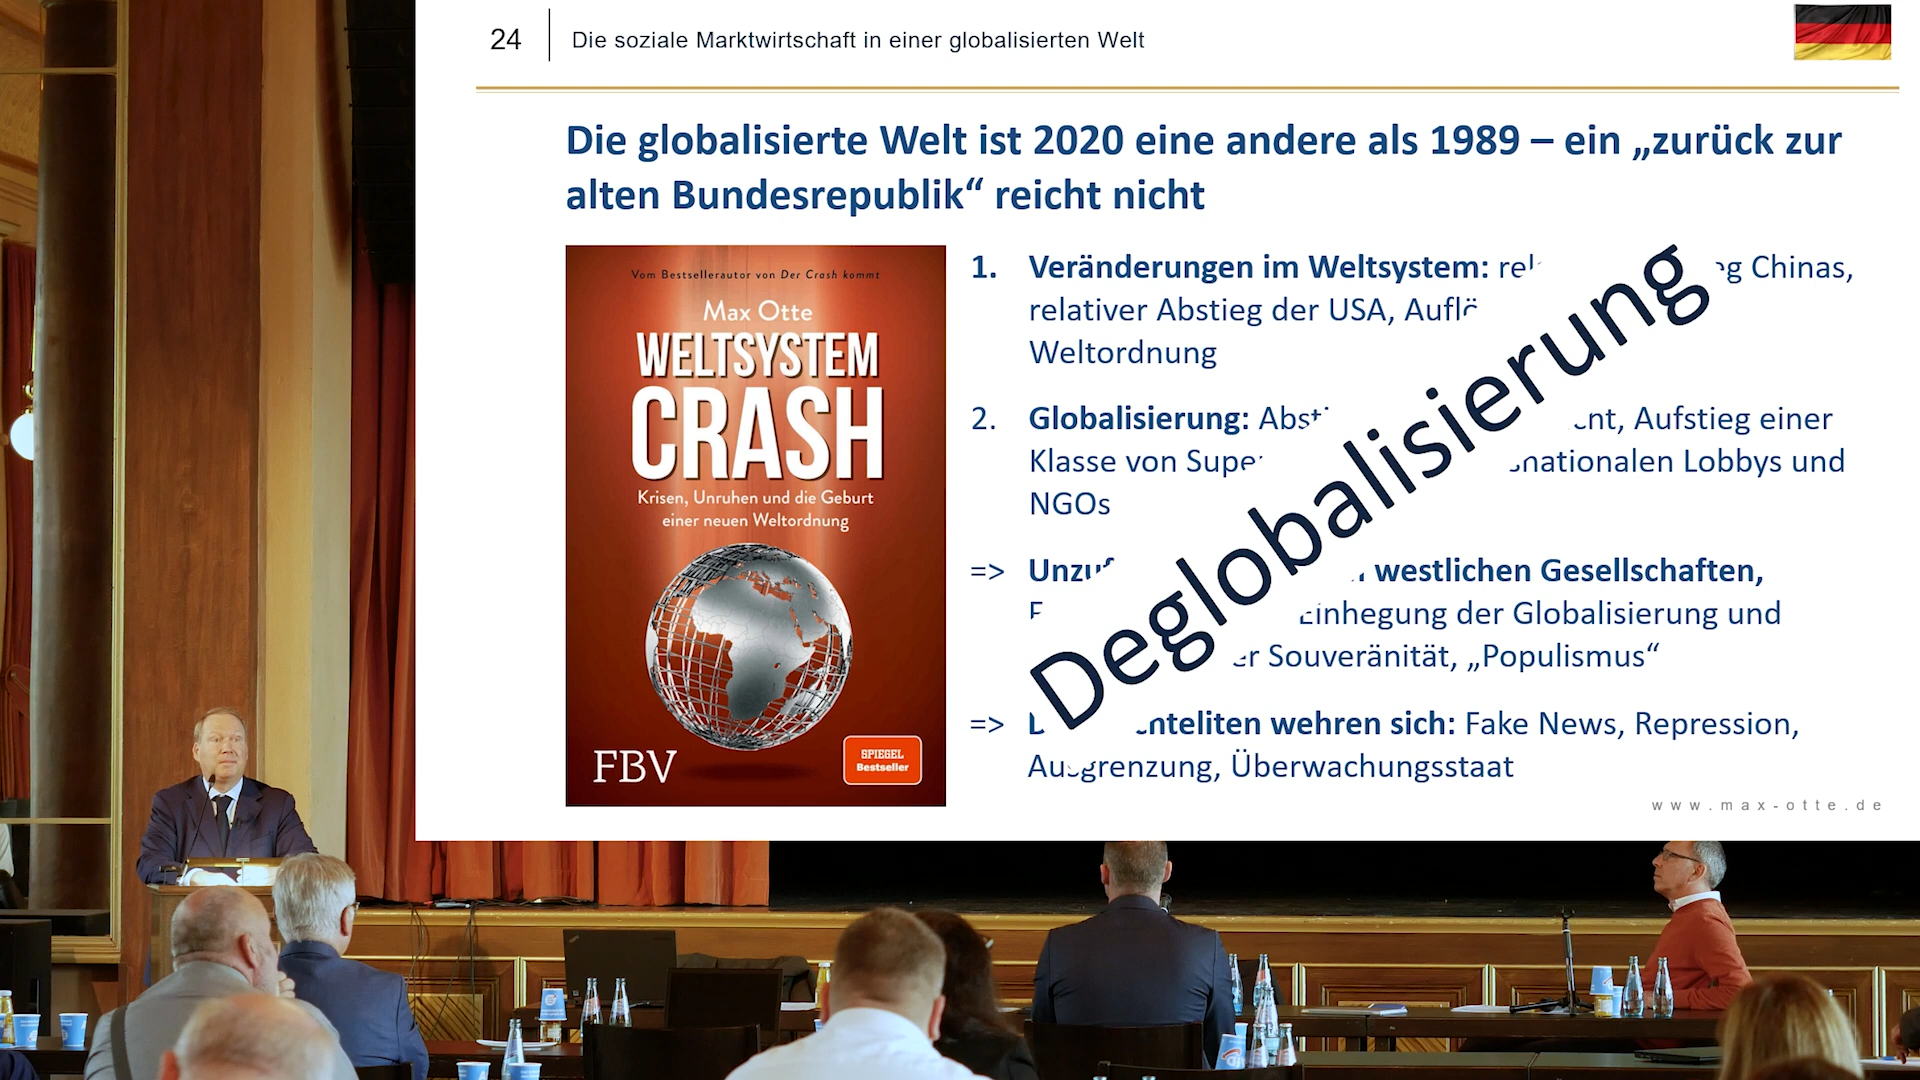 24
Die soziale Marktwirtschaft in einer globalisierten Welt
Die globalisierte Welt ist 2020 eine andere als 1989 – ein „zurück zur
alten Bundesrepublik“ reicht nicht
Vom Bestsellerautor von Der Crash kommt
Max Otte
WELTSYSTEM
CRASH
Krisen, Unruhen und die Geburt
einer neuen Weltordnung
FBV
SPIEGEL
Bestseller
1. Veränderungen im Weltsystem: Chinas,
relativer Abstieg der USA,
Weltordnung
2. Globalisierung: Aufstieg einer
Klasse von Lobbys und
NGOs
=> westlichen Gesellschaften,
Einhegung der Globalisierung und
Souveränität, „Populismus“
=> wehren sich: Fake News, Repression,
Ausgrenzung, Überwachungsstaat
Deglobalisierung
www.max-otte.de